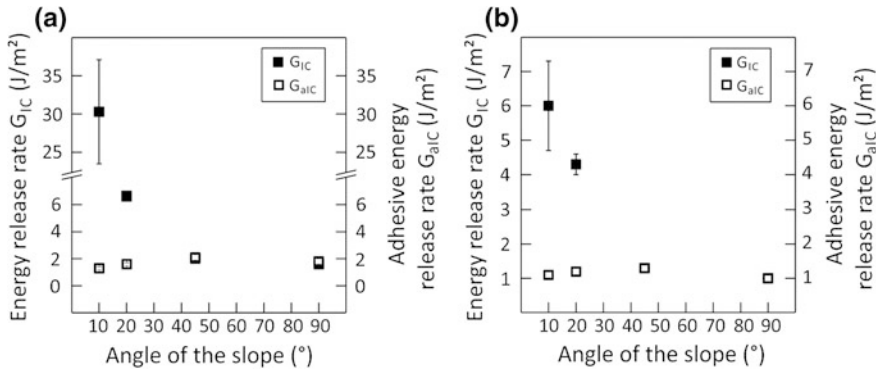 (a)
Energy release rate G_IC (J/m²)
35
30
25
6
4
2
0
10 20 30 40 50 60 70 80 90
Angle of the slope (°)
G_IC
G_aIC
35
30
25
6
4
2
0
Adhesive energy
release rate G_aIC (J/m²)
(b)
Energy release rate G_IC (J/m²)
7
6
5
4
3
2
1
10 20 30 40 50 60 70 80 90
Angle of the slope (°)
G_IC
G_aIC
7
6
5
4
3
2
1
Adhesive energy
release rate G_aIC (J/m²)